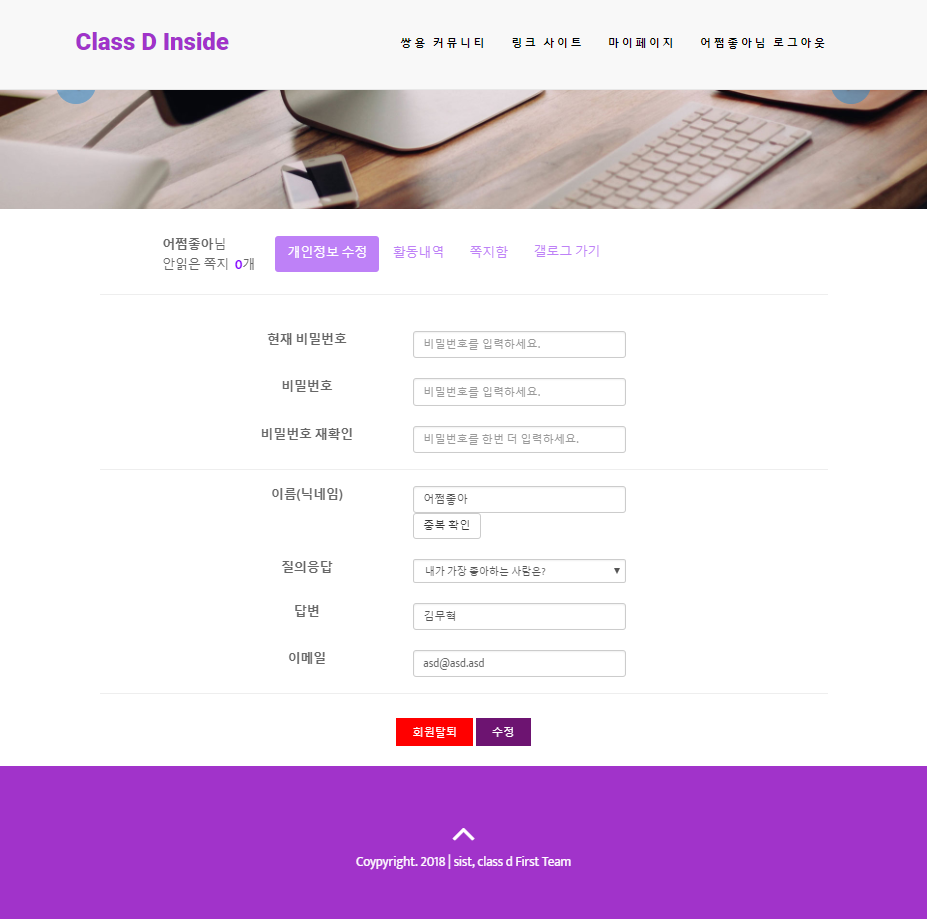 Class D Inside
쌍용 커뮤니티 링크 사이트 마이페이지 어쩜좋아님 로그아웃
어쩜좋아님
안읽은 쪽지 0개
개인정보 수정 활동내역 쪽지함 갤로그 가기
현재 비밀번호 비밀번호를 입력하세요.
비밀번호 비밀번호를 입력하세요.
비밀번호 재확인 비밀번호를 한번 더 입력하세요.
이름(닉네임) 어쩜좋아
중복 확인
질의응답 내가 가장 좋아하는 사람은?
답변 김무혁
이메일 asd@asd.asd
회원탈퇴 수정
Coypyright. 2018 | sist, class d First Team